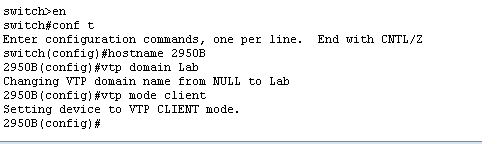 switch>en
switch#conf t
Enter configuration commands, one per line.  End with CNTL/Z
switch(config)#hostname 2950B
2950B(config)#vtp domain Lab
Changing VTP domain name from NULL to Lab
2950B(config)#vtp mode client
Setting device to VTP CLIENT mode.
2950B(config)#